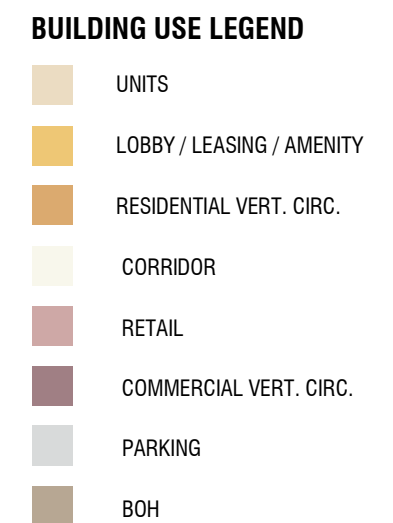 BUILDING USE LEGEND
UNITS
LOBBY / LEASING / AMENITY
RESIDENTIAL VERT. CIRC.
CORRIDOR
RETAIL
COMMERCIAL VERT. CIRC.
PARKING
BOH